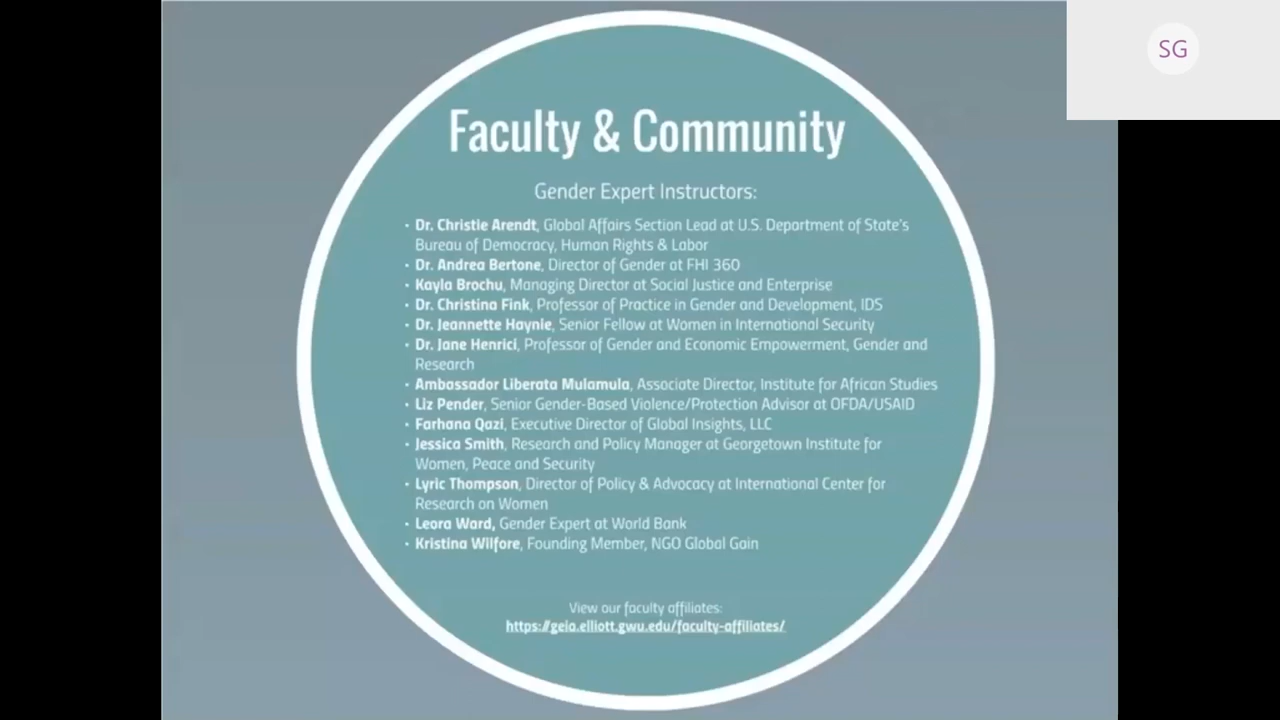 SG
Faculty & Community
Gender Expert Instructors:
• Dr. Christie Arendt, Global Affairs Section Lead at U.S. Department of State's
Bureau of Democracy, Human Rights & Labor
• Dr. Andrea Bertone, Director of Gender at FHI 360
• Kayla Brochu, Managing Director at Social Justice and Enterprise
• Dr. Christina Fink, Professor of Practice in Gender and Development, IDS
• Dr. Jeannette Haynie, Senior Fellow at Women in International Security
• Dr. Jane Henrici, Professor of Gender and Economic Empowerment, Gender and
Research
• Ambassador Liberata Mulamula, Associate Director, Institute for African Studies
• Liz Pender, Senior Gender-Based Violence/Protection Advisor at OFDA/USAID
• Farhana Qazi, Executive Director of Global Insights, LLC
• Jessica Smith, Research and Policy Manager at Georgetown Institute for
Women, Peace and Security
• Lyric Thompson, Director of Policy & Advocacy at International Center for
Research on Women
• Leora Ward, Gender Expert at World Bank
• Kristina Wilfore, Founding Member, NGO Global Gain
View our faculty affiliates:
https://geia.elliott.gwu.edu/faculty-affiliates/